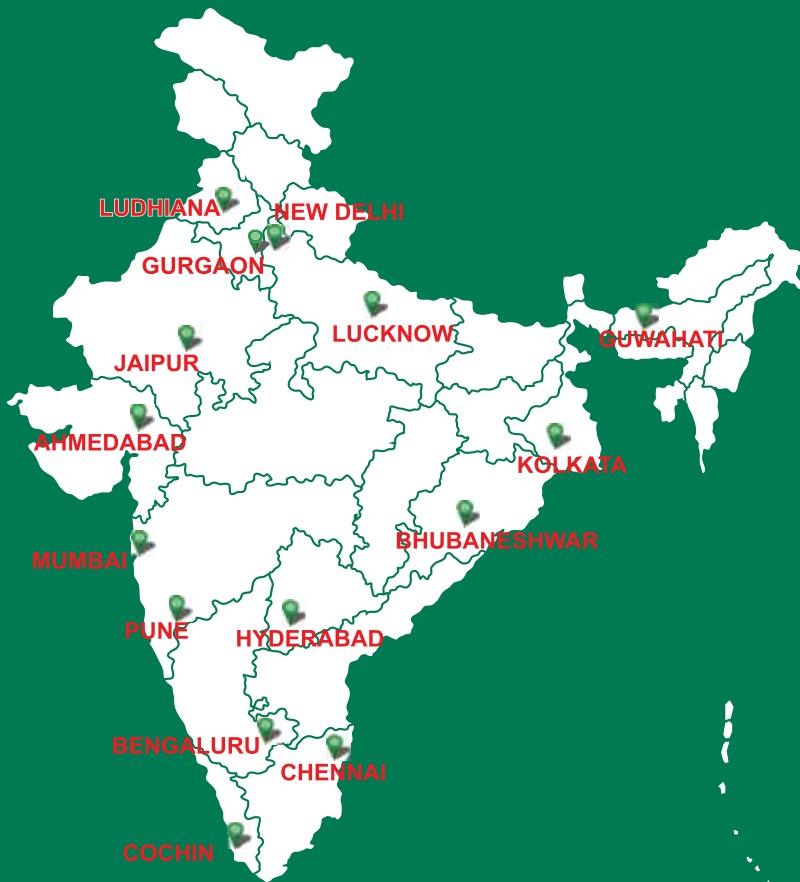 LUDHIANA
NEW DELHI
GURGAON
LUCKNOW
GUWAHATI
JAIPUR
AHMEDABAD
KOLKATA
BHUBANESHWAR
MUMBAI
PUNE
HYDERABAD
BENGALURU
CHENNAI
COCHIN